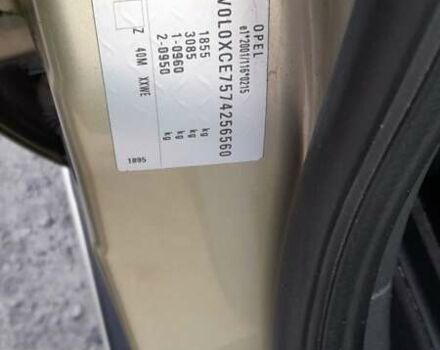 OPEL
e1*2001/116*0215
W0L0XCE7574256560
1855 kg
3085 kg
1-0960 kg
2-0950 kg
Z 40M XXWE
1895